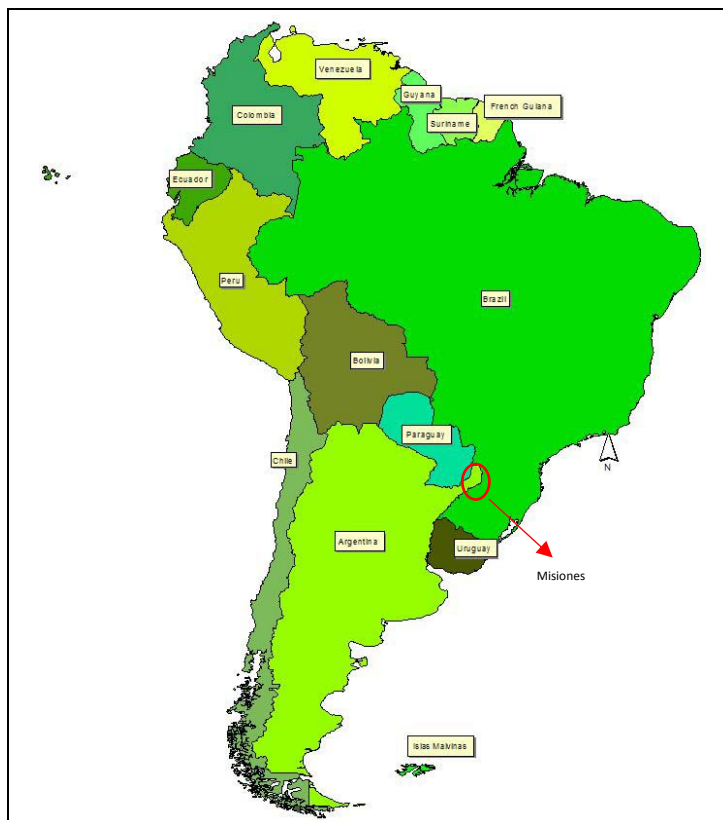 Venezuela
Guyana
French Guiana
Colombia
Suriname
Ecuador
Peru
Brazil
Bolivia
Paraguay
Chile
N
Argentina
Uruguay
Misiones
Islas Malvinas